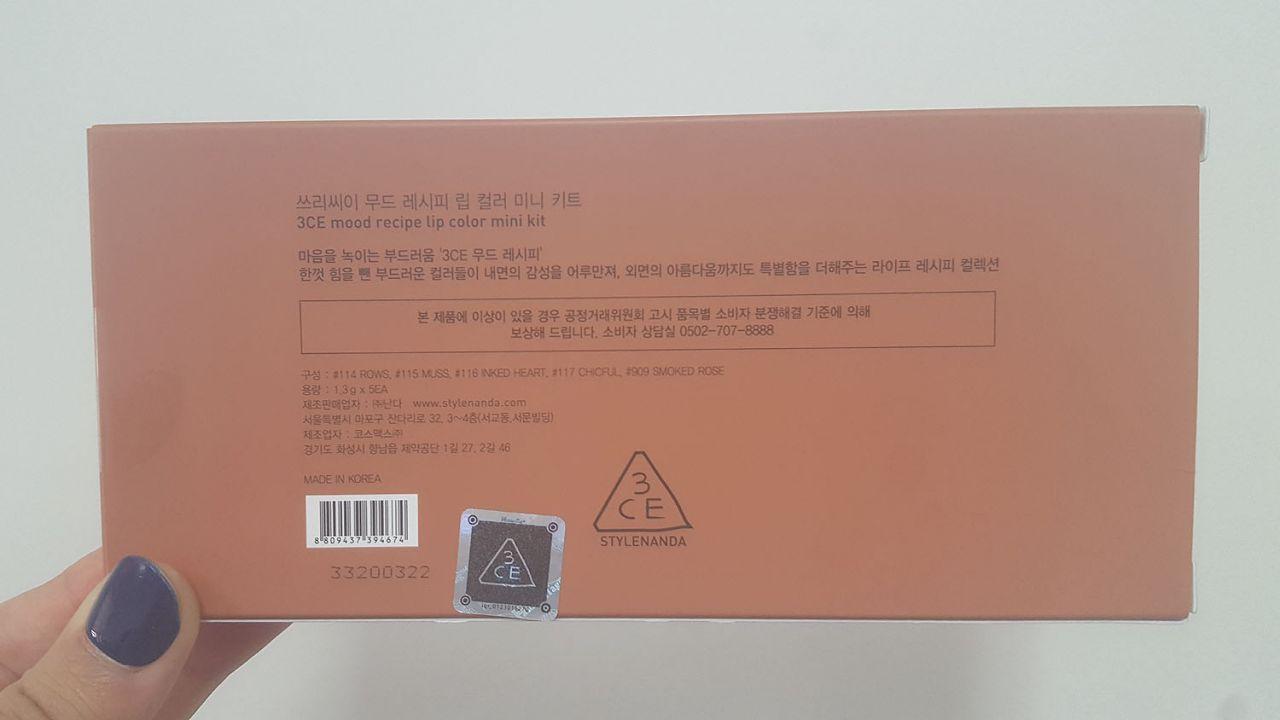 쓰리씨이 무드 레시피 립 컬러 미니 키트
3CE mood recipe lip color mini kit
마음을 녹이는 부드러움 '3CE 무드 레시피'
한껏 힘을 뺀 부드러운 컬러들이 내면의 감성을 어루만져, 외면의 아름다움까지도 특별함을 더해주는 라이프 레시피 컬렉션
본 제품에 이상이 있을 경우 공정거래위원회 고시 품목별 소비자 분쟁해결 기준에 의해
보상해 드립니다. 소비자 상담실 0502-707-8888
구성 : #114 ROWS, #115 MUSS, #116 INKED HEART, #117 CHICFUL, #909 SMOKED ROSE
용량 : 1.3g x 5EA
제조판매업자 : ㈜난다 www.stylenanda.com
서울특별시 마포구 잔다리로 32, 3~4층(서교동,서문빌딩)
제조업자 : 코스맥스㈜
경기도 화성시 향남읍 제약공단 1길 27, 2길 46
MADE IN KOREA
8 809437 394674
33200322
3
CE
STYLENANDA
3
CE